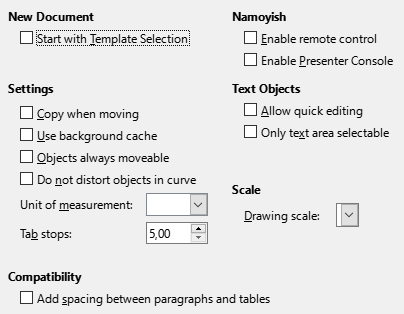 New Document
Start with Template Selection
Namoyish
Enable remote control
Enable Presenter Console
Settings
Copy when moving
Use background cache
Objects always moveable
Do not distort objects in curve
Unit of measurement:
Tab stops: 5,00
Text Objects
Allow quick editing
Only text area selectable
Scale
Drawing scale:
Compatibility
Add spacing between paragraphs and tables